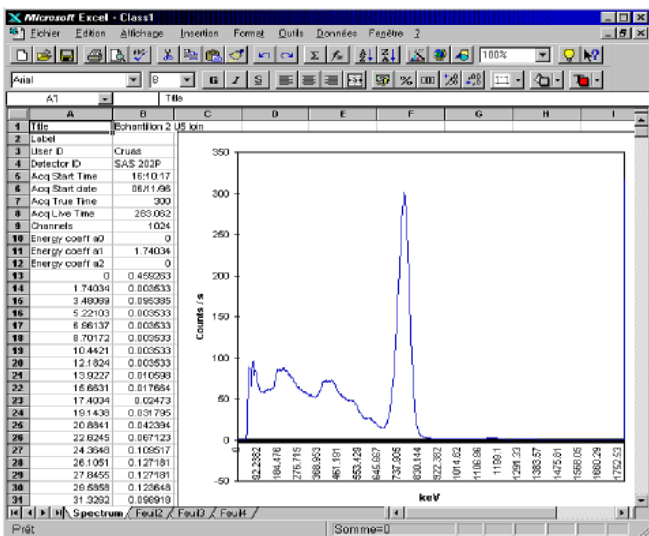 Microsoft Excel - Class1
Fichier Edition Affichage Insertion Format Outils Données Fenêtre ?
100%
Arial 8 G I S
A1 Title
A B C D E F G H I
1 Title Echantillon 2 US loin
2 Label
3 User ID Cruas
4 Detector ID SAS 202P
5 Acq Start Time 16:10:17
6 Acq Start date 06/11/96
7 Acq True Time 300
8 Acq Live Time 283.062
9 Channels 1024
10 Energy coeff a0 0
11 Energy coeff a1 1.74034
12 Energy coeff a2 0
13 0 0.459263
14 1.74034 0.003533
15 3.48069 0.095385
16 5.22103 0.003533
17 6.96137 0.003533
18 8.70172 0.003533
19 10.4421 0.003533
20 12.1824 0.003533
21 13.9227 0.010598
22 15.6631 0.017664
23 17.4034 0.02473
24 19.1438 0.031795
25 20.8841 0.042394
26 22.6245 0.067123
27 24.3648 0.109517
28 26.1051 0.127181
29 27.8455 0.127181
30 29.5858 0.123648
31 31.3262 0.098919
350
300
250
200
150
100
50
0
-50
Counts / s
0 92.2382 184.476 276.715 368.953 461.191 553.429 645.667 737.905 830.144 922.382 1014.62 1106.86 1199.1 1291.33 1383.57 1475.81 1568.05 1660.29 1752.53
keV
Spectrum Feuil2 Feuil3 Feuil4
Prêt Somme=0